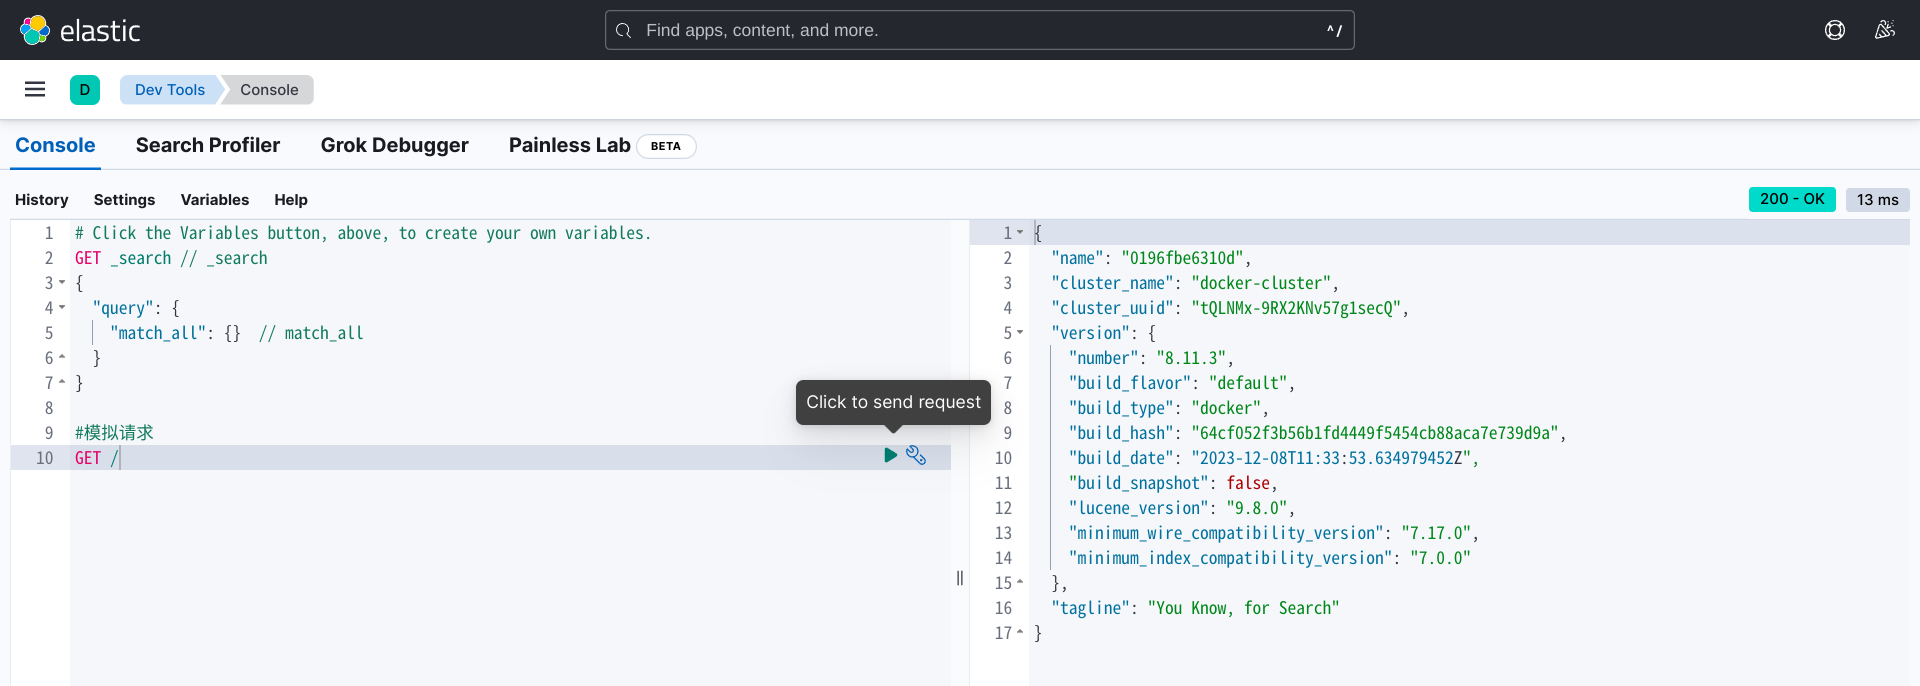 elastic
Find apps, content, and more.
^/
D
Dev Tools
Console
Console
Search Profiler
Grok Debugger
Painless Lab
BETA
History
Settings
Variables
Help
200 - OK
13 ms
1 # Click the Variables button, above, to create your own variables.
2 GET _search // _search
3 {
4 "query": {
5 "match_all": {} // match_all
6 }
7 }
8
9 #模拟请求
10 GET /
Click to send request
1 {
2 "name": "0196fbe6310d",
3 "cluster_name": "docker-cluster",
4 "cluster_uuid": "tQLNMx-9RX2KNv57g1secQ",
5 "version": {
6 "number": "8.11.3",
7 "build_flavor": "default",
8 "build_type": "docker",
9 "build_hash": "64cf052f3b56b1fd4449f5454cb88aca7e739d9a",
10 "build_date": "2023-12-08T11:33:53.634979452Z",
11 "build_snapshot": false,
12 "lucene_version": "9.8.0",
13 "minimum_wire_compatibility_version": "7.17.0",
14 "minimum_index_compatibility_version": "7.0.0"
15 },
16 "tagline": "You Know, for Search"
17 }